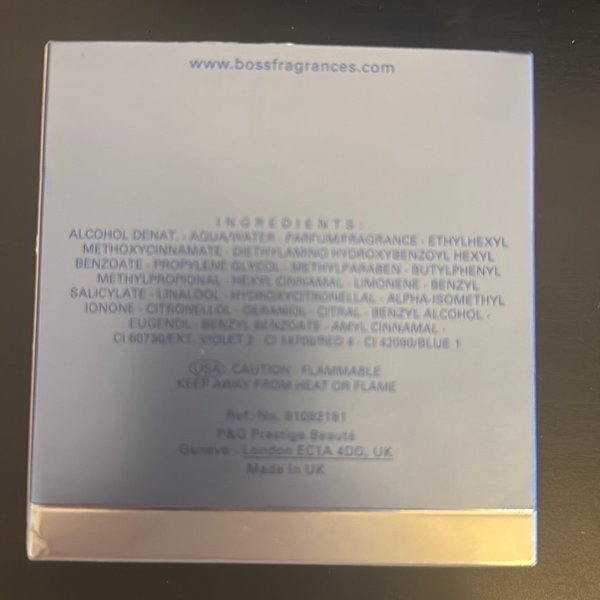 www.bossfragrances.com
INGREDIENTS:
ALCOHOL DENAT. · AQUA/WATER · PARFUM/FRAGRANCE · ETHYLHEXYL
METHOXYCINNAMATE · DIETHYLAMINO HYDROXYBENZOYL HEXYL
BENZOATE · PROPYLENE GLYCOL · METHYLPARABEN · BUTYLPHENYL
METHYLPROPIONAL · HEXYL CINNAMAL · LIMONENE · BENZYL
SALICYLATE · LINALOOL · HYDROXYCITRONELLAL · ALPHA-ISOMETHYL
IONONE · CITRONELLOL · GERANIOL · CITRAL · BENZYL ALCOHOL ·
EUGENOL · BENZYL BENZOATE · AMYL CINNAMAL ·
CI 60730/EXT. VIOLET 2 · CI 14700/RED 4 · CI 42090/BLUE 1
USA CAUTION · FLAMMABLE
KEEP AWAY FROM HEAT OR FLAME
Ref.-No. 81082181
P&G Prestige Beauté
Geneva - London EC1A 4DD, UK
Made in UK